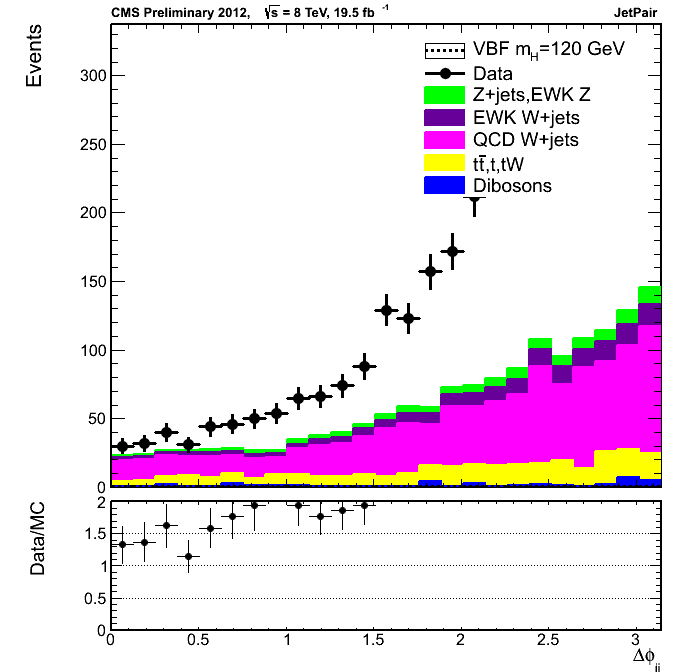 CMS Preliminary 2012, √s = 8 TeV, 19.5 fb⁻¹ JetPair
Events
VBF m_H=120 GeV
Data
Z+jets,EWK Z
EWK W+jets
QCD W+jets
tt̄,t,tW
Dibosons
300
250
200
150
100
50
0
Data/MC
2
1.5
1
0.5
0
0 0.5 1 1.5 2 2.5 3
Δϕ_jj